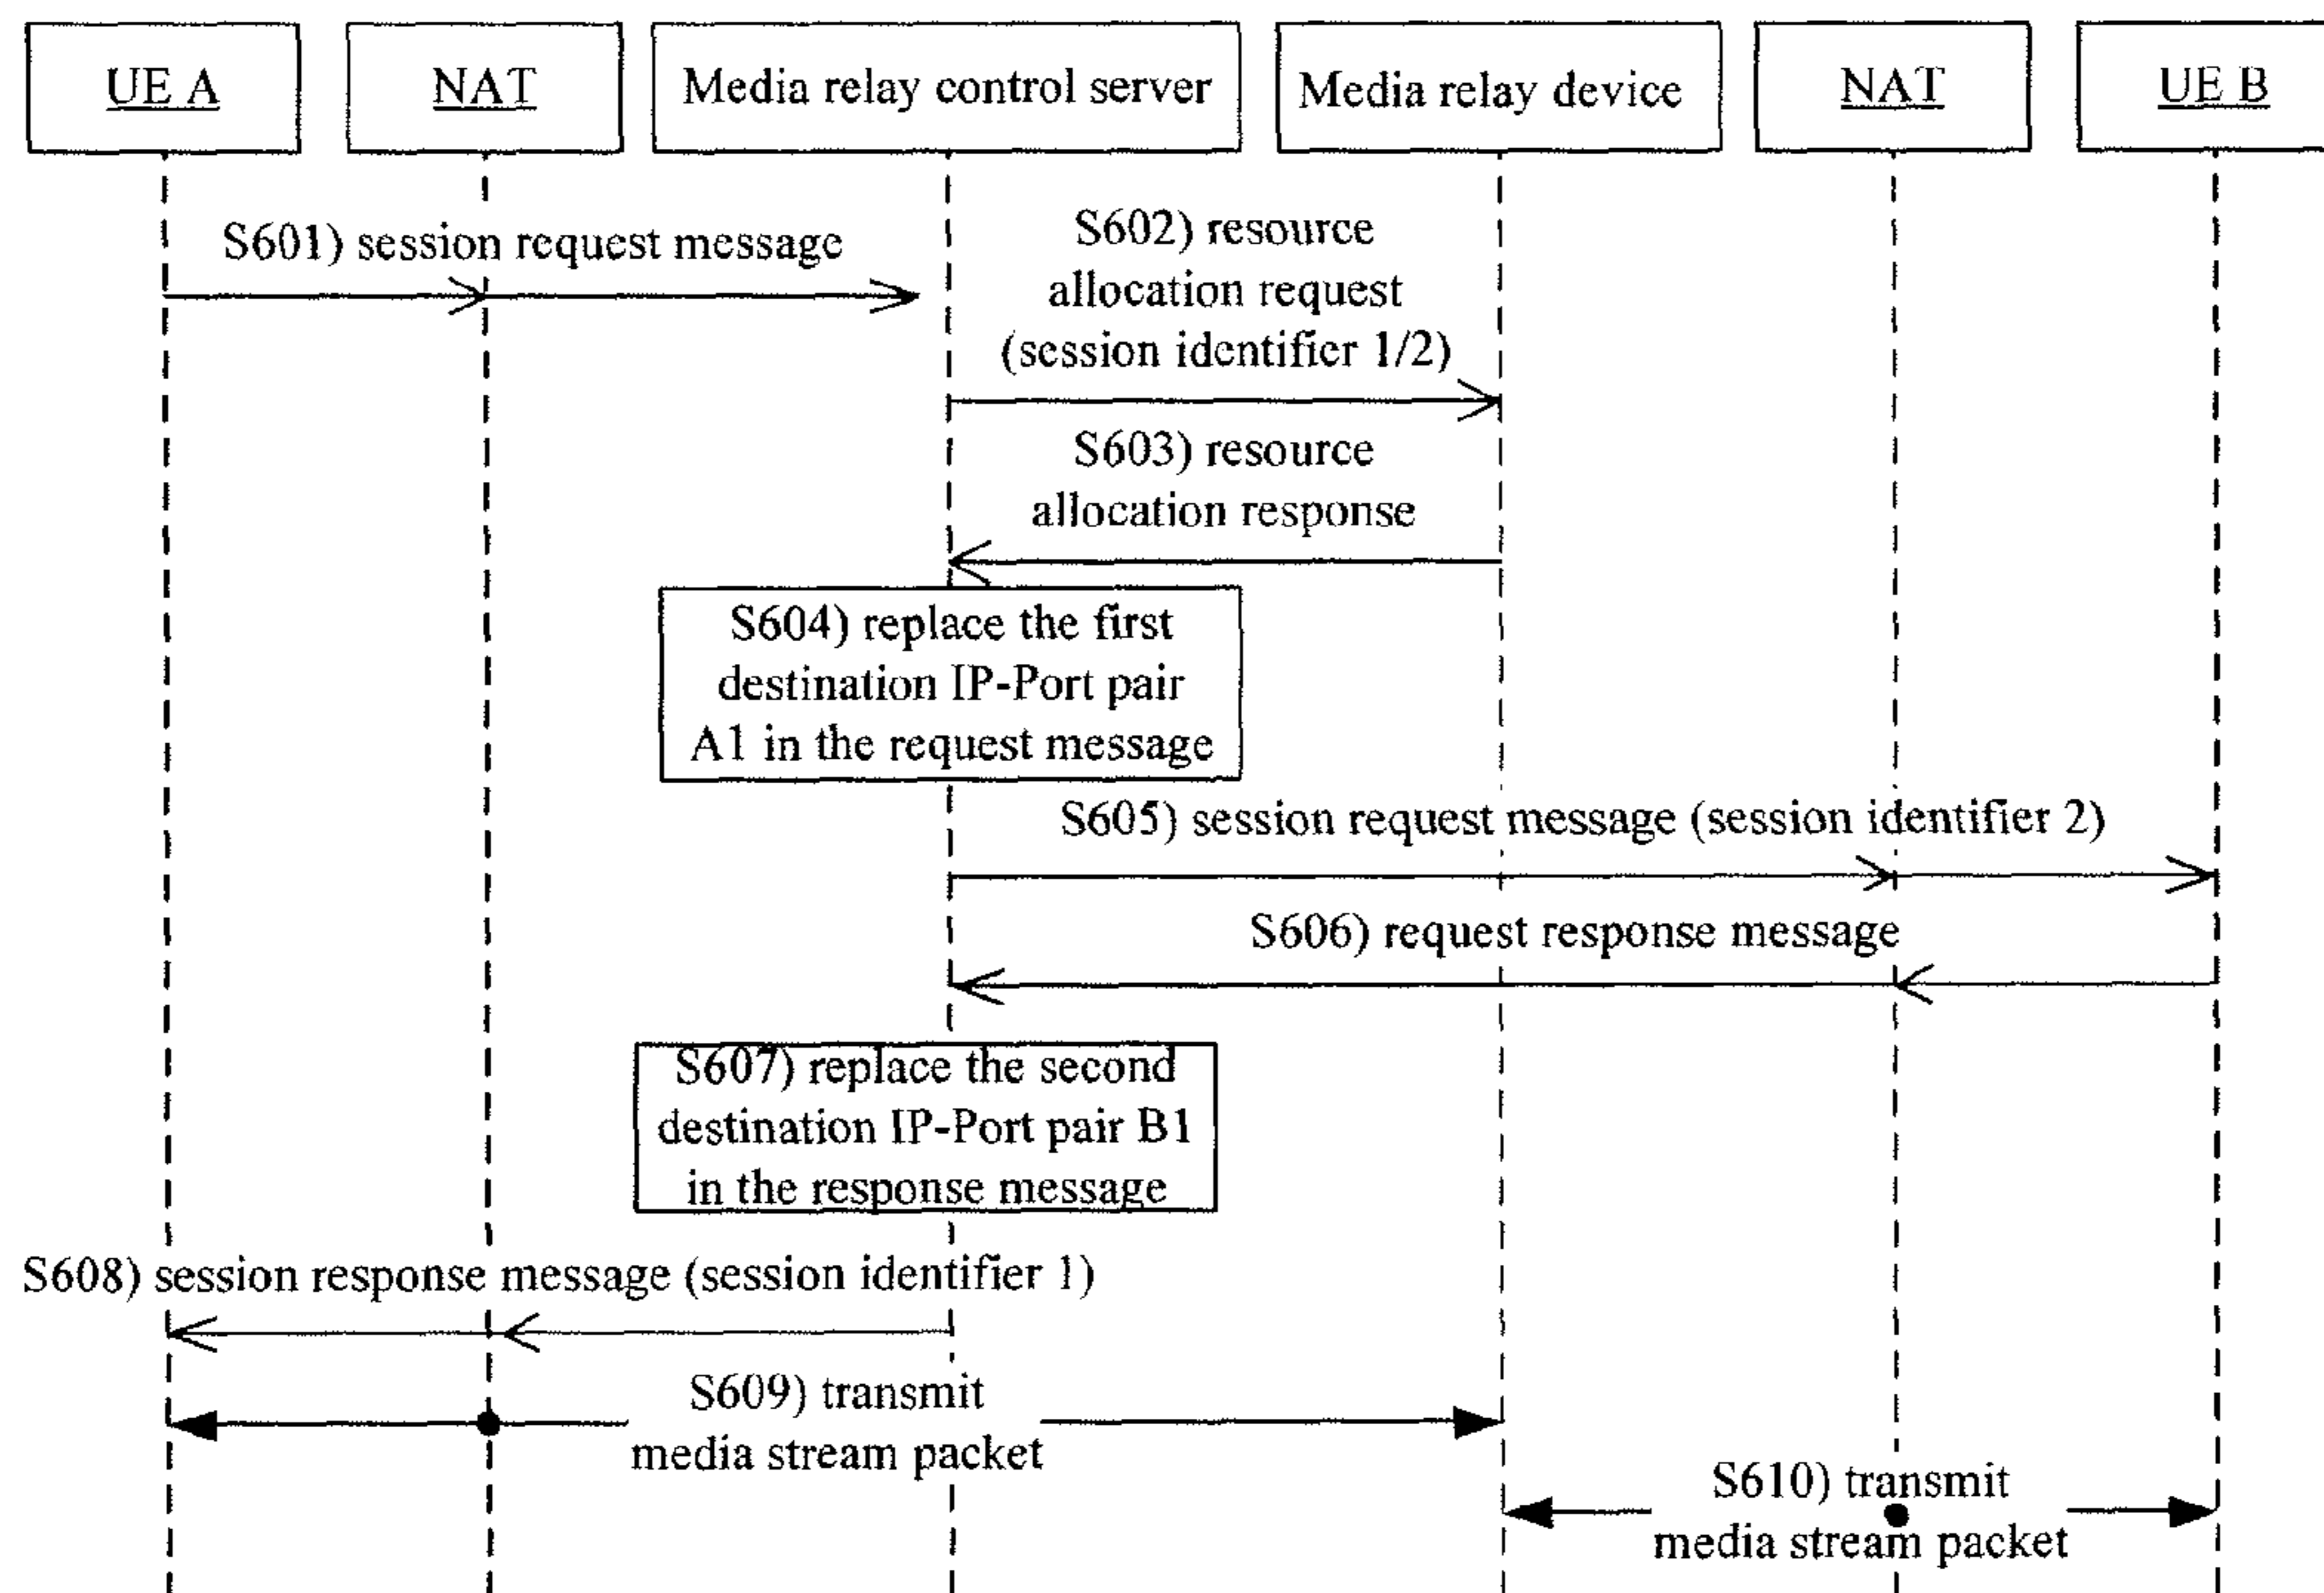 UE A
NAT
Media relay control server
Media relay device
NAT
UE B
S601) session request message
S602) resource
allocation request
(session identifier 1/2)
S603) resource
allocation response
S604) replace the first
destination IP-Port pair
A1 in the request message
S605) session request message (session identifier 2)
S606) request response message
S607) replace the second
destination IP-Port pair B1
in the response message
S608) session response message (session identifier 1)
S609) transmit
media stream packet
S610) transmit
media stream packet